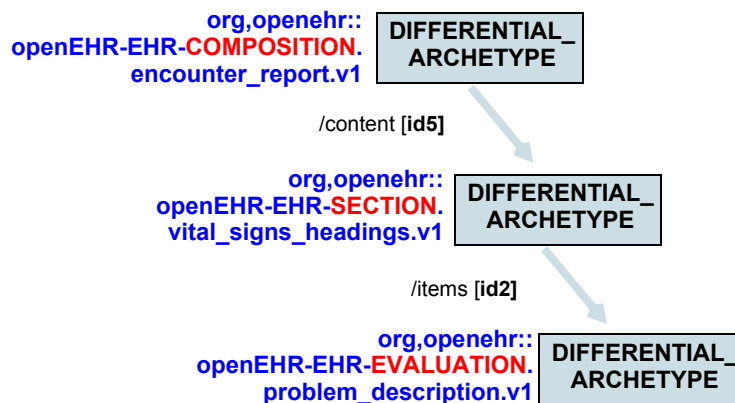 org,openehr::
openEHR-EHR-COMPOSITION.
encounter_report.v1
DIFFERENTIAL_
ARCHETYPE
/content [id5]
org,openehr::
openEHR-EHR-SECTION.
vital_signs_headings.v1
DIFFERENTIAL_
ARCHETYPE
/items [id2]
org,openehr::
openEHR-EHR-EVALUATION.
problem_description.v1
DIFFERENTIAL_
ARCHETYPE